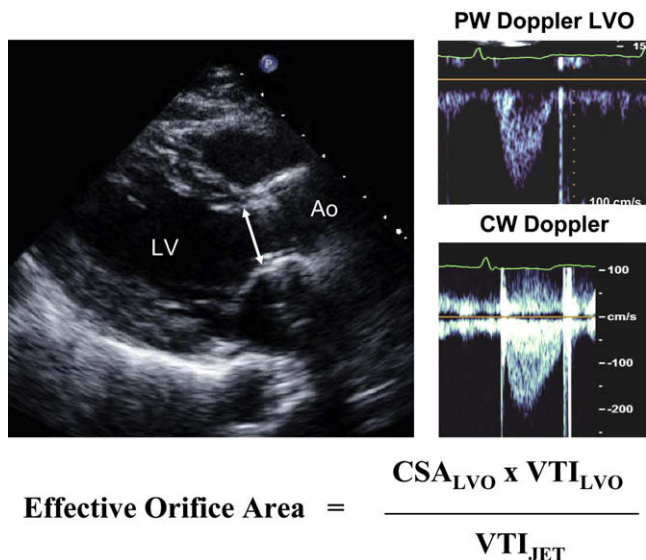 PW Doppler LVO
P
15
Ao
LV
100 cm/s
CW Doppler
100
cm/s
-100
-200
Effective Orifice Area = CSA_LVO x VTI_LVO
VTI_JET